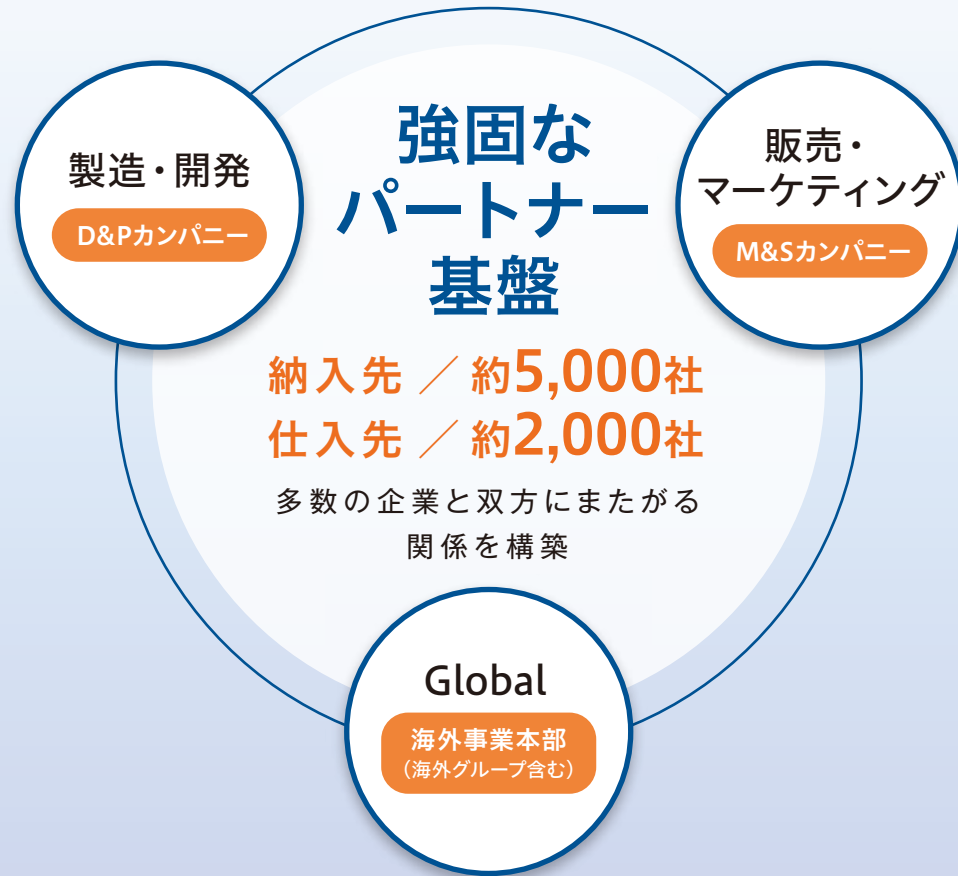 強固な
パートナー
基盤
製造・開発
D&Pカンパニー
販売・
マーケティング
M&Sカンパニー
納入先 ／ 約5,000社
仕入先 ／ 約2,000社
多数の企業と双方にまたがる
関係を構築
Global
海外事業本部
(海外グループ含む)